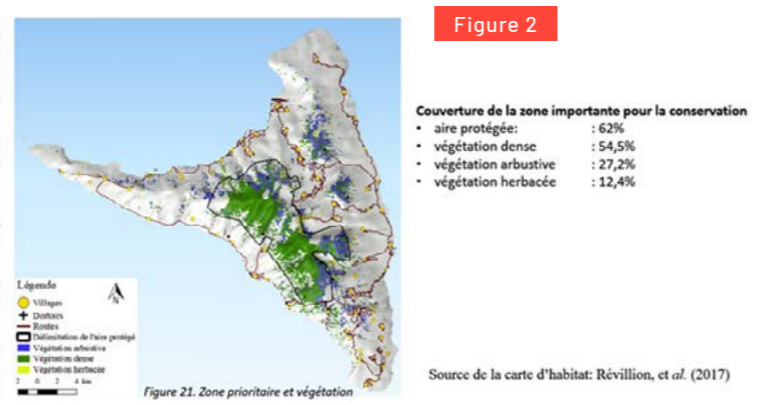 Figure 2
Couverture de la zone importante pour la conservation
• aire protégée: : 62%
• végétation dense : 54,5%
• végétation arbustive : 27,2%
• végétation herbacée : 12,4%
Légende
N
Villages
Dortoirs
Routes
Délimitation de l'aire protégé
Végétation arbustive
Végétation dense
Végétation herbacée
2 0 2 4 km
Figure 21. Zone prioritaire et végétation
Source de la carte d'habitat: Révillion, et al. (2017)